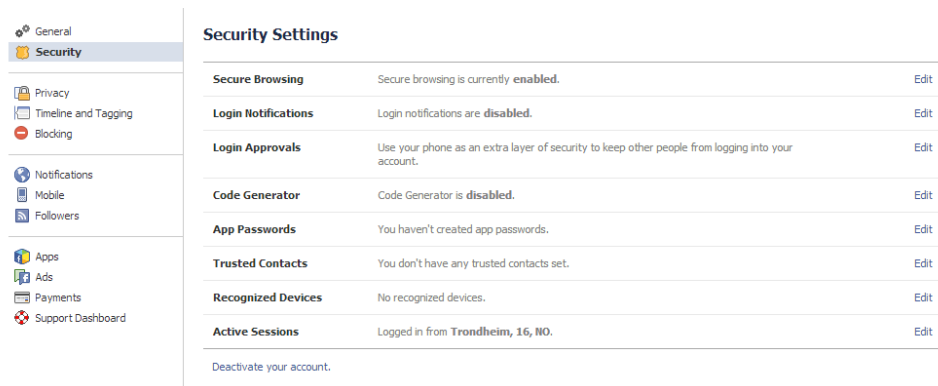 General
Security
Privacy
Timeline and Tagging
Blocking
Notifications
Mobile
Followers
Apps
Ads
Payments
Support Dashboard
Security Settings
Secure Browsing Secure browsing is currently enabled. Edit
Login Notifications Login notifications are disabled. Edit
Login Approvals Use your phone as an extra layer of security to keep other people from logging into your Edit
account.
Code Generator Code Generator is disabled. Edit
App Passwords You haven't created app passwords. Edit
Trusted Contacts You don't have any trusted contacts set. Edit
Recognized Devices No recognized devices. Edit
Active Sessions Logged in from Trondheim, 16, NO. Edit
Deactivate your account.